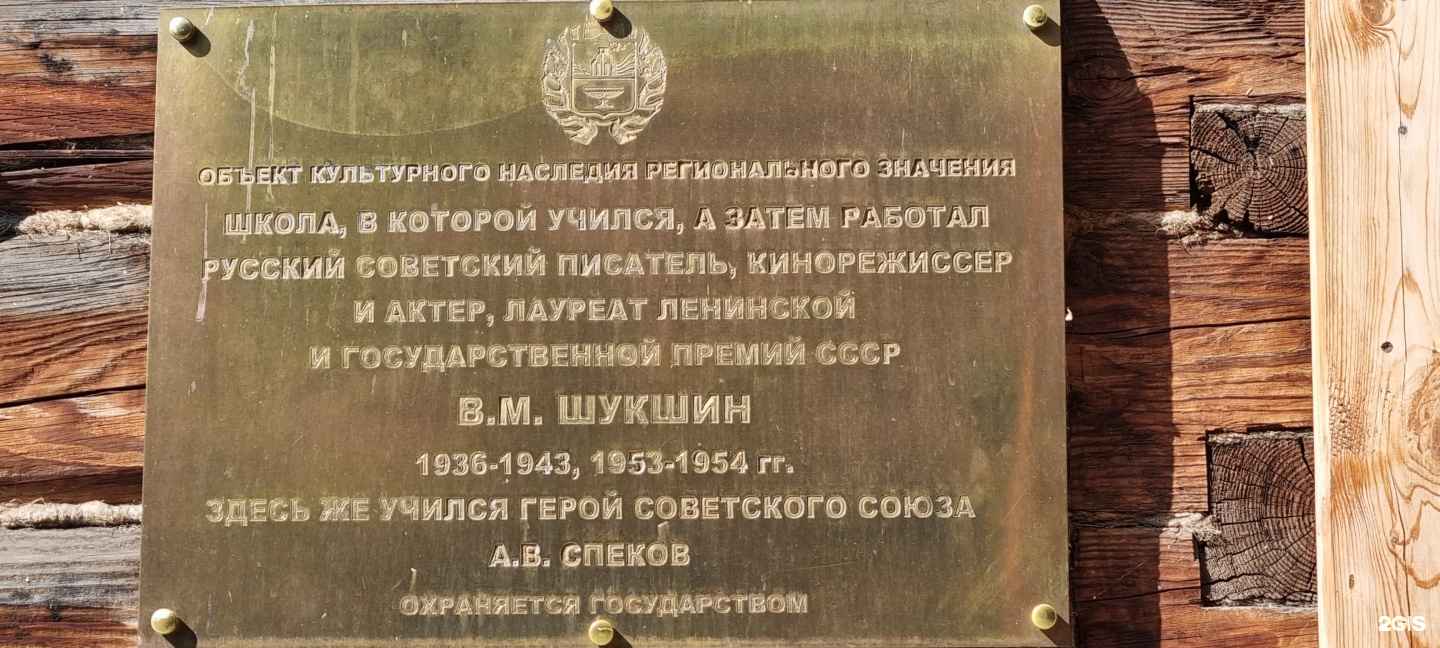 ОБЪЕКТ КУЛЬТУРНОГО НАСЛЕДИЯ РЕГИОНАЛЬНОГО ЗНАЧЕНИЯ
ШКОЛА, В КОТОРОЙ УЧИЛСЯ, А ЗАТЕМ РАБОТАЛ
РУССКИЙ СОВЕТСКИЙ ПИСАТЕЛЬ, КИНОРЕЖИССЕР
И АКТЕР, ЛАУРЕАТ ЛЕНИНСКОЙ
И ГОСУДАРСТВЕННОЙ ПРЕМИЙ СССР
В.М. ШУКШИН
1936-1943, 1953-1954 гг.
ЗДЕСЬ ЖЕ УЧИЛСЯ ГЕРОЙ СОВЕТСКОГО СОЮЗА
А.В. СПЕКОВ
ОХРАНЯЕТСЯ ГОСУДАРСТВОМ
2GIS